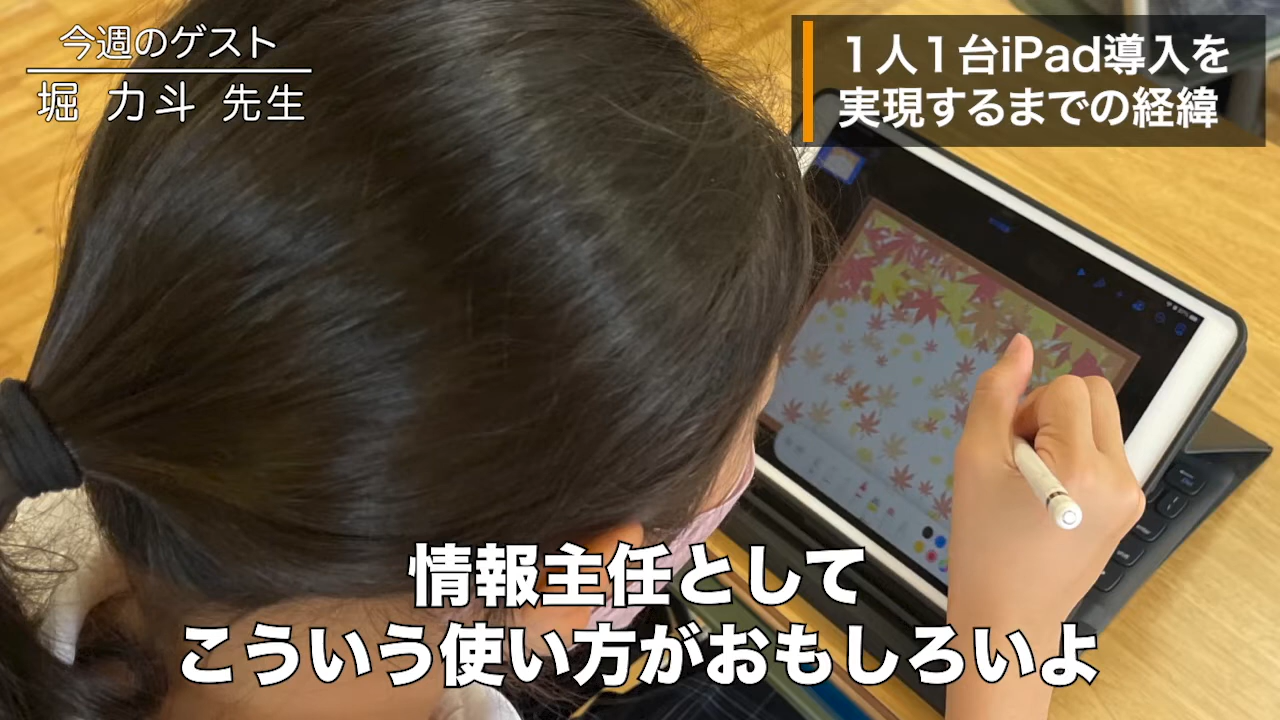 今週のゲスト
堀 力斗 先生
１人１台iPad導入を
実現するまでの経緯
情報主任として
こういう使い方がおもしろいよ